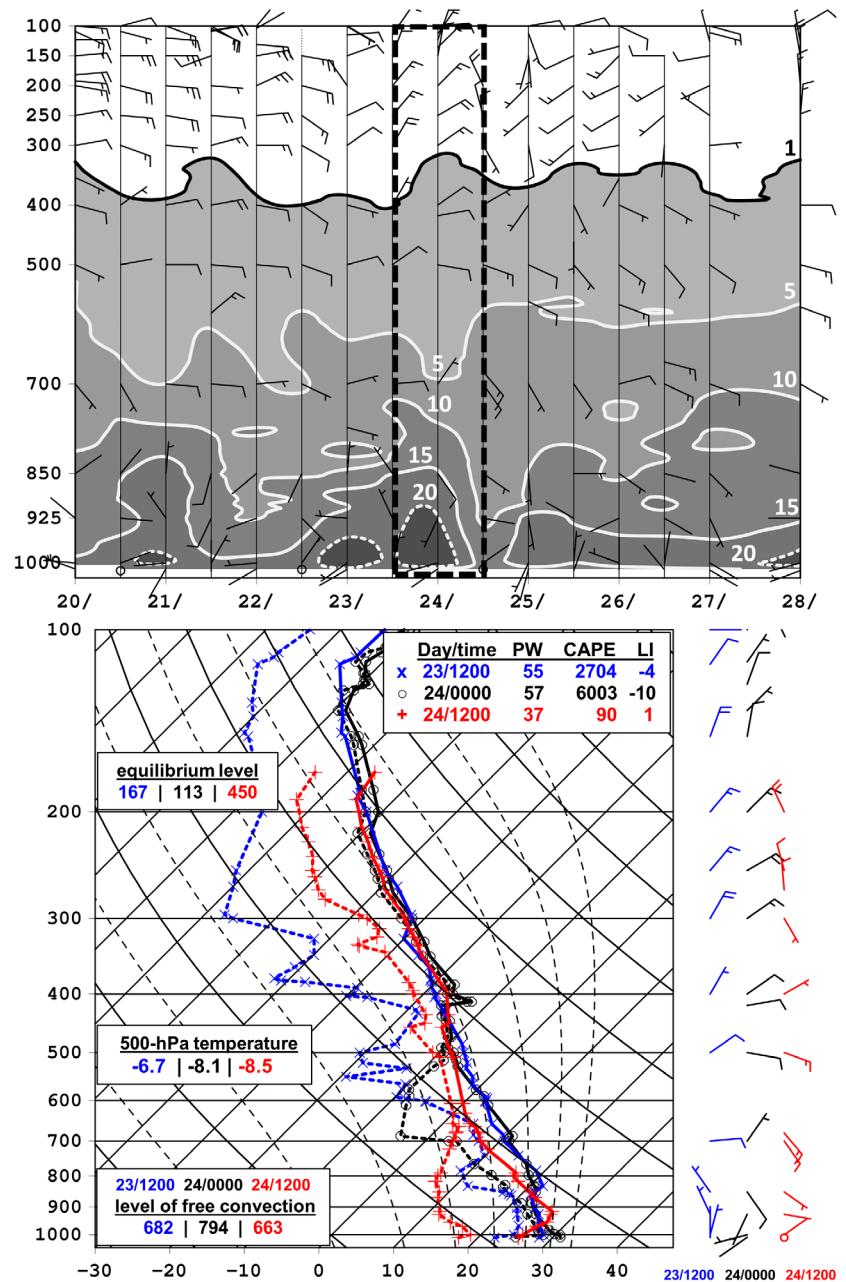 100
150
200
250
300
1
400
500
5
5
700
10
10
15
850
20
925
15
20
1000
20/ 21/ 22/ 23/ 24/ 25/ 26/ 27/ 28/
100
Day/time PW CAPE LI
x 23/1200 55 2704 -4
○ 24/0000 57 6003 -10
+ 24/1200 37 90 1
equilibrium level
167 | 113 | 450
200
300
400
500-hPa temperature
-6.7 | -8.1 | -8.5
500
600
700
800
23/1200 24/0000 24/1200
level of free convection
682 | 794 | 663
900
1000
-30 -20 -10 0 10 20 30 40
23/1200 24/0000 24/1200